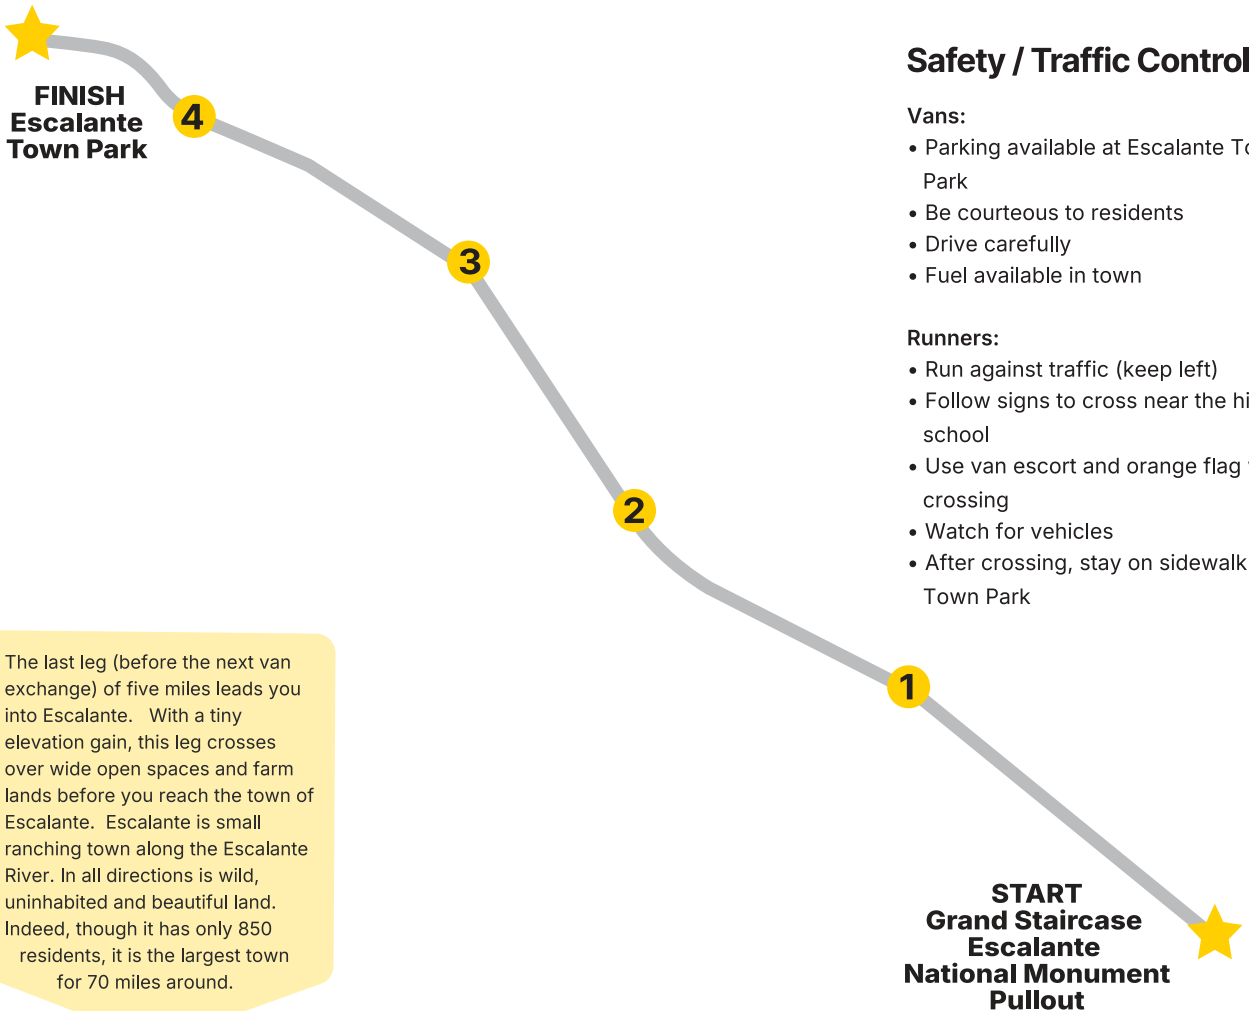 FINISH
Escalante
Town Park
4
3
2
1
START
Grand Staircase
Escalante
National Monument
Pullout
Safety / Traffic Control
Vans:
• Parking available at Escalante
Park
• Be courteous to residents
• Drive carefully
• Fuel available in town
Runners:
• Run against traffic (keep left)
• Follow signs to cross near the
school
• Use van escort and orange flag
crossing
• Watch for vehicles
• After crossing, stay on sidewalk
Town Park
The last leg (before the next van
exchange) of five miles leads you
into Escalante. With a tiny
elevation gain, this leg crosses
over wide open spaces and farm
lands before you reach the town of
Escalante. Escalante is small
ranching town along the Escalante
River. In all directions is wild,
uninhabited and beautiful land.
Indeed, though it has only 850
residents, it is the largest town
for 70 miles around.